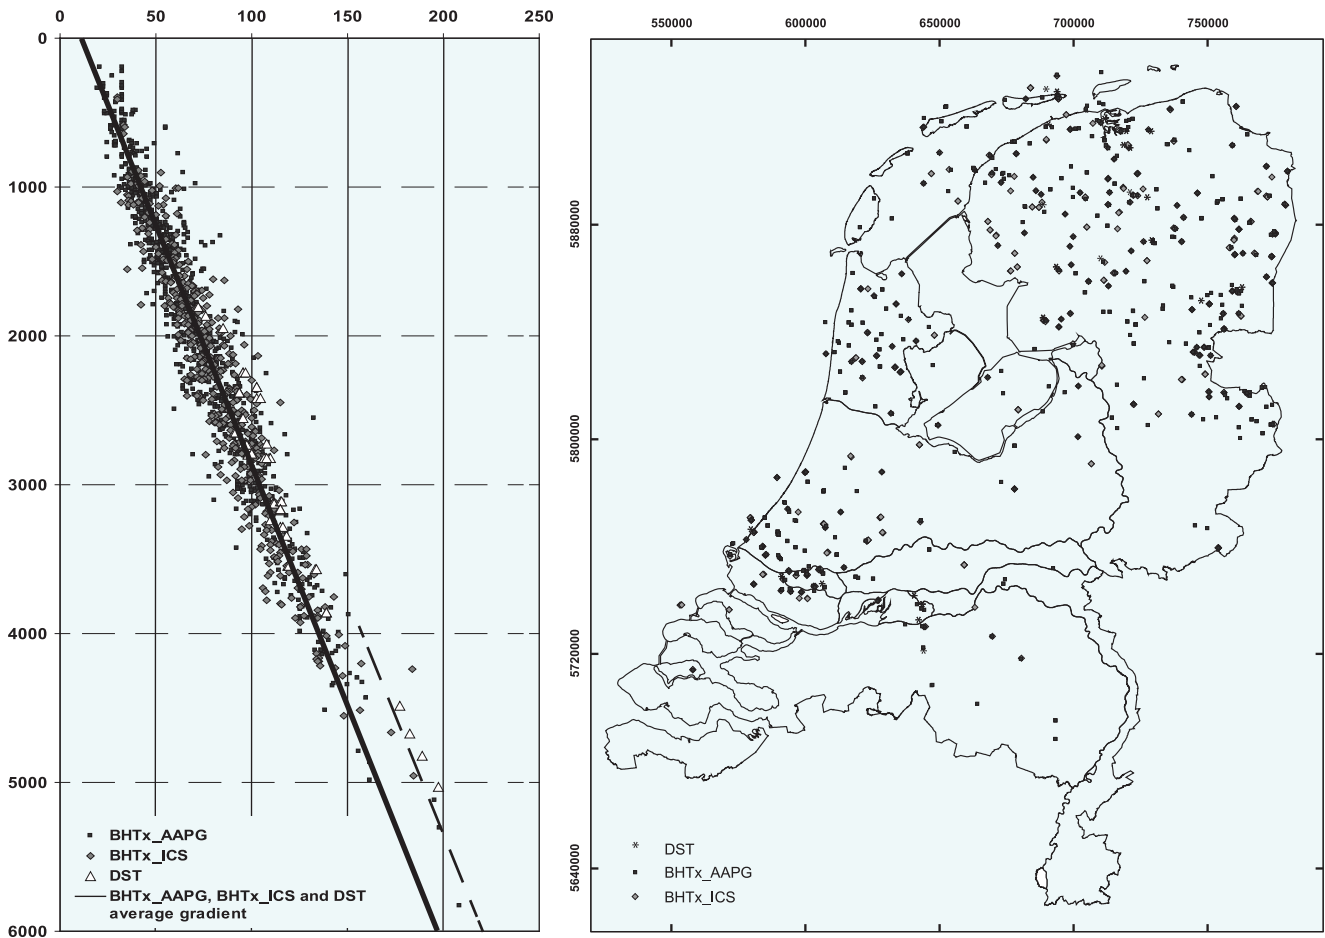 0 50 100 150 200 250
0
1000
2000
3000
4000
5000
6000
BHTx_AAPG
BHTx_ICS
DST
BHTx_AAPG, BHTx_ICS and DST
average gradient
550000 600000 650000 700000 750000
5880000
5800000
5720000
5640000
DST
BHTx_AAPG
BHTx_ICS